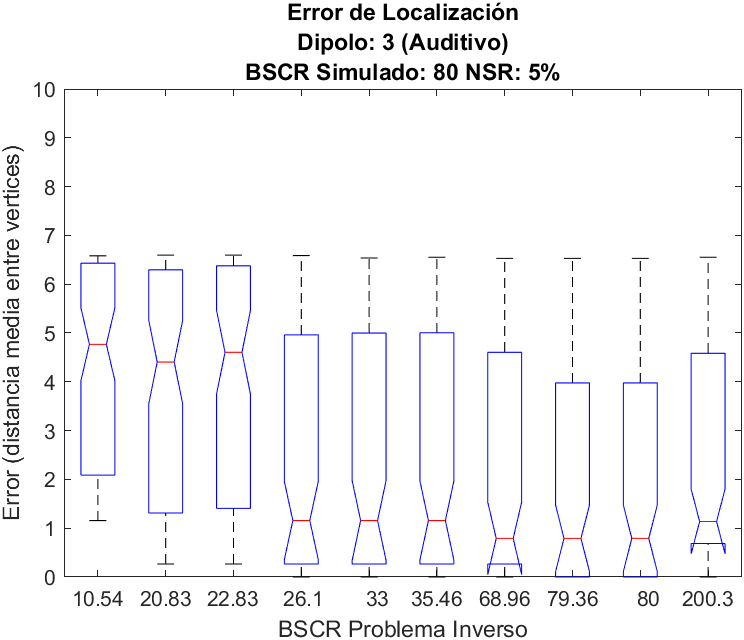 Error de Localización
Dipolo: 3 (Auditivo)
BSCR Simulado: 80 NSR: 5%
Error (distancia media entre vertices)
10
9
8
7
6
5
4
3
2
1
0
10.54 20.83 22.83 26.1 33 35.46 68.96 79.36 80 200.3
BSCR Problema Inverso